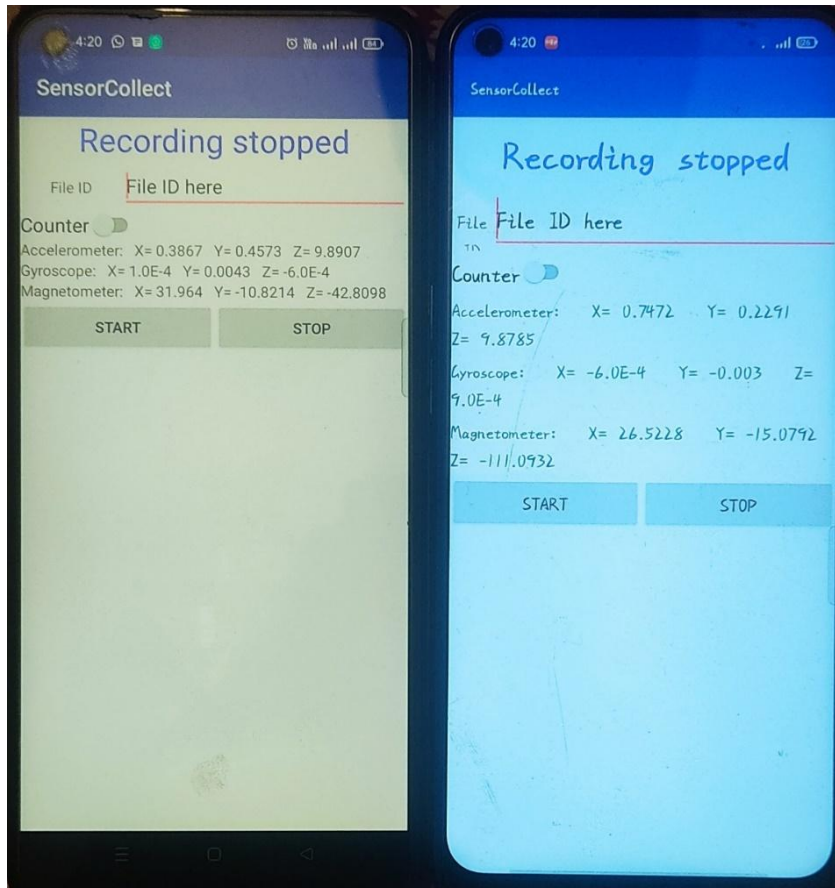 4:20
84
SensorCollect
Recording stopped
File ID File ID here
Counter
Accelerometer: X= 0.3867 Y= 0.4573 Z= 9.8907
Gyroscope: X= 1.0E-4 Y= 0.0043 Z= -6.0E-4
Magnetometer: X= 31.964 Y= -10.8214 Z= -42.8098
START STOP
4:20
SensorCollect
Recording stopped
File File ID here
Counter
Accelerometer: X= 0.7472 Y= 0.2291
Z= 9.8785
Gyroscope: X= -6.0E-4 Y= -0.003 Z=
9.0E-4
Magnetometer: X= 26.5228 Y= -15.0792
Z= -111.0932
START STOP